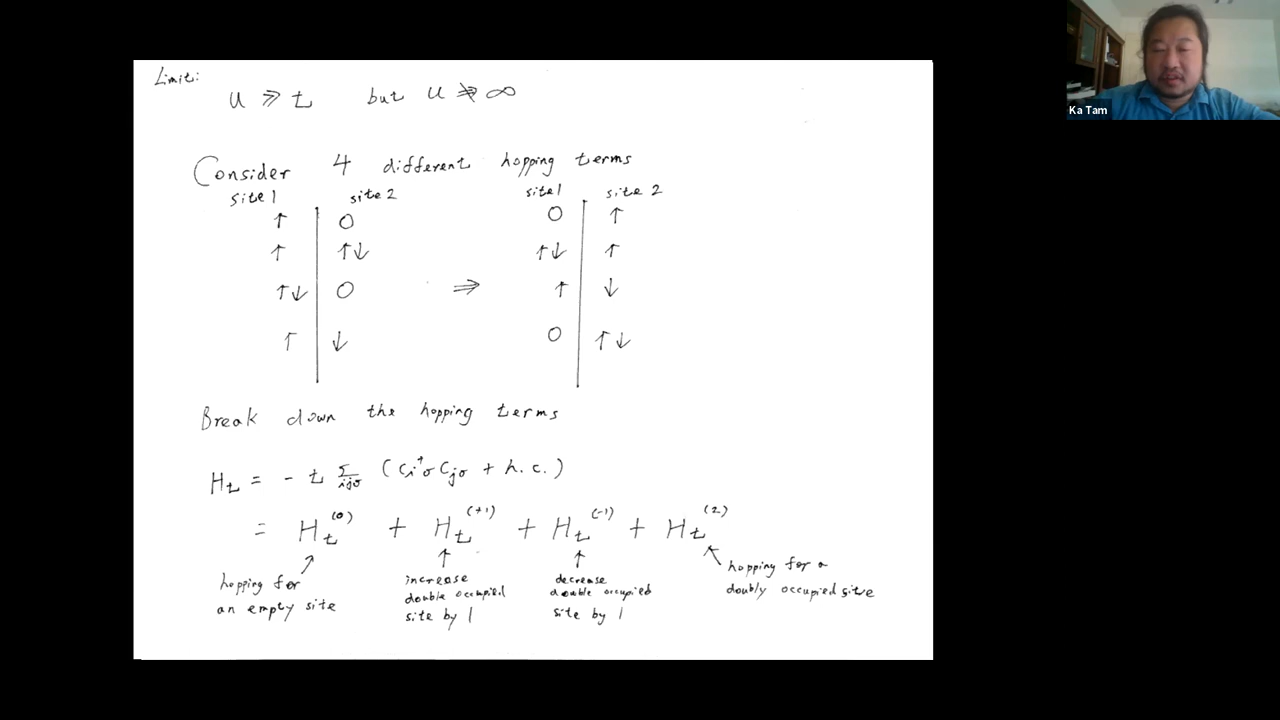 Limit:
U ≫ t but U ⇏ ∞
Consider 4 different hopping terms
site 1 site 2 site 1 site 2
↑ | 0 0 | ↑
↑ | ↑↓ ↑↓ | ↑
↑↓ | 0 ⇒ ↑ | ↓
↑ | ↓ 0 | ↑↓
Break down the hopping terms
H_t = - t Σ_{ijσ} ( C_i†σ C_jσ + h.c. )
= H_t^(0) + H_t^(+1) + H_t^(-1) + H_t^(2)
hopping for
an empty site
increase
double occupied
site by 1
decrease
double occupied
site by 1
hopping for a
doubly occupied site
Ka Tam